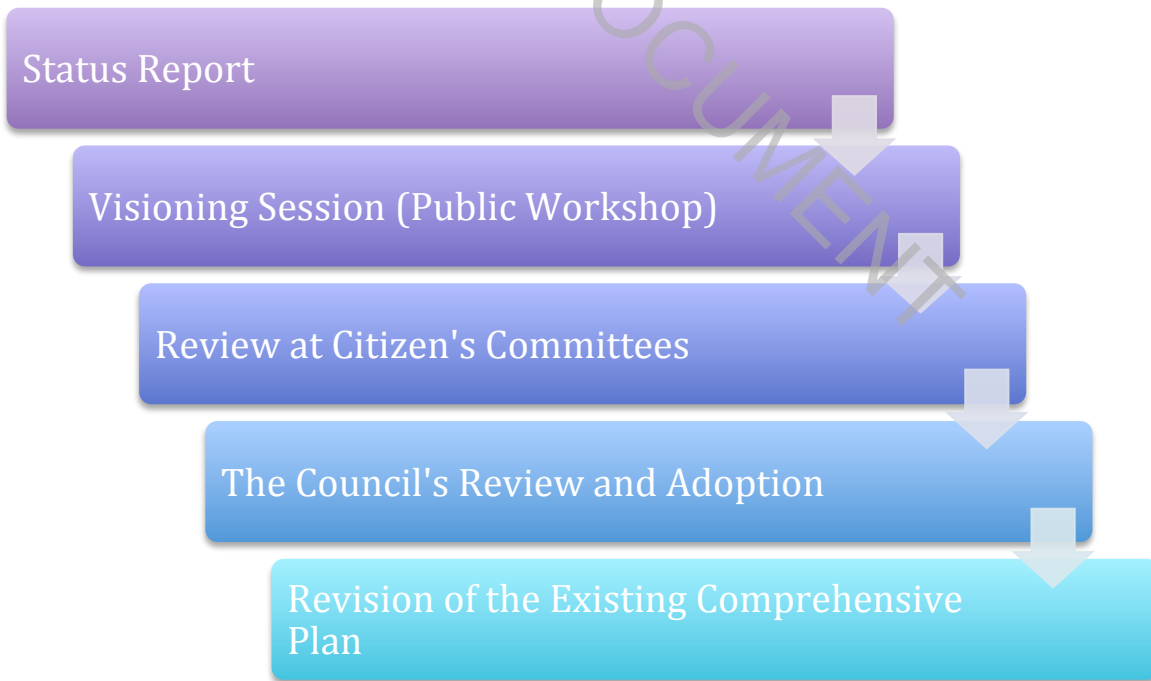 Status Report
Visioning Session (Public Workshop)
Review at Citizen's Committees
The Council's Review and Adoption
Revision of the Existing Comprehensive
Plan